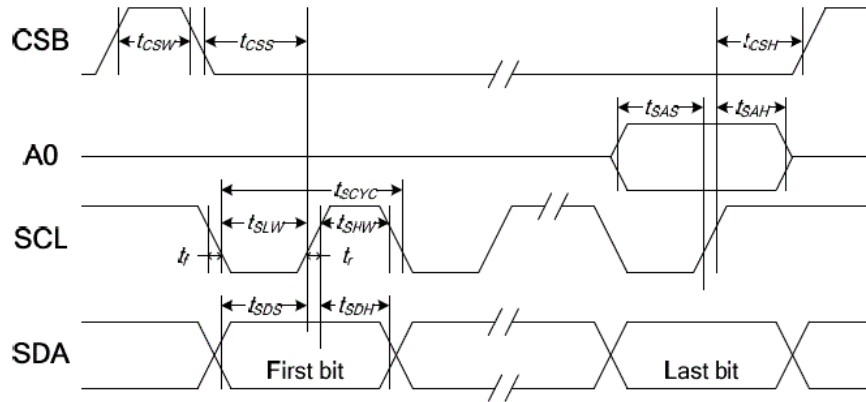 CSB
tCSW
tCSS
tCSH
A0
tSAS
tSAH
SCL
tSCYC
tSLW
tSHW
tf
tr
SDA
tSDS
tSDH
First bit
Last bit